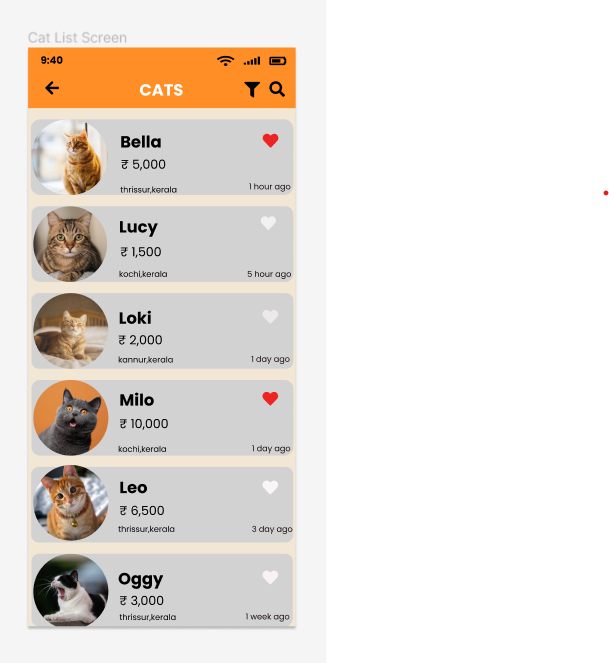 Cat List Screen
9:40
CATS
Bella
₹ 5,000
thrissur,kerala
1 hour ago
Lucy
₹ 1,500
kochi,kerala
5 hour ago
Loki
₹ 2,000
kannur,kerala
1 day ago
Milo
₹ 10,000
kochi,kerala
1 day ago
Leo
₹ 6,500
thrissur,kerala
3 day ago
Oggy
₹ 3,000
thrissur,kerala
1 week ago